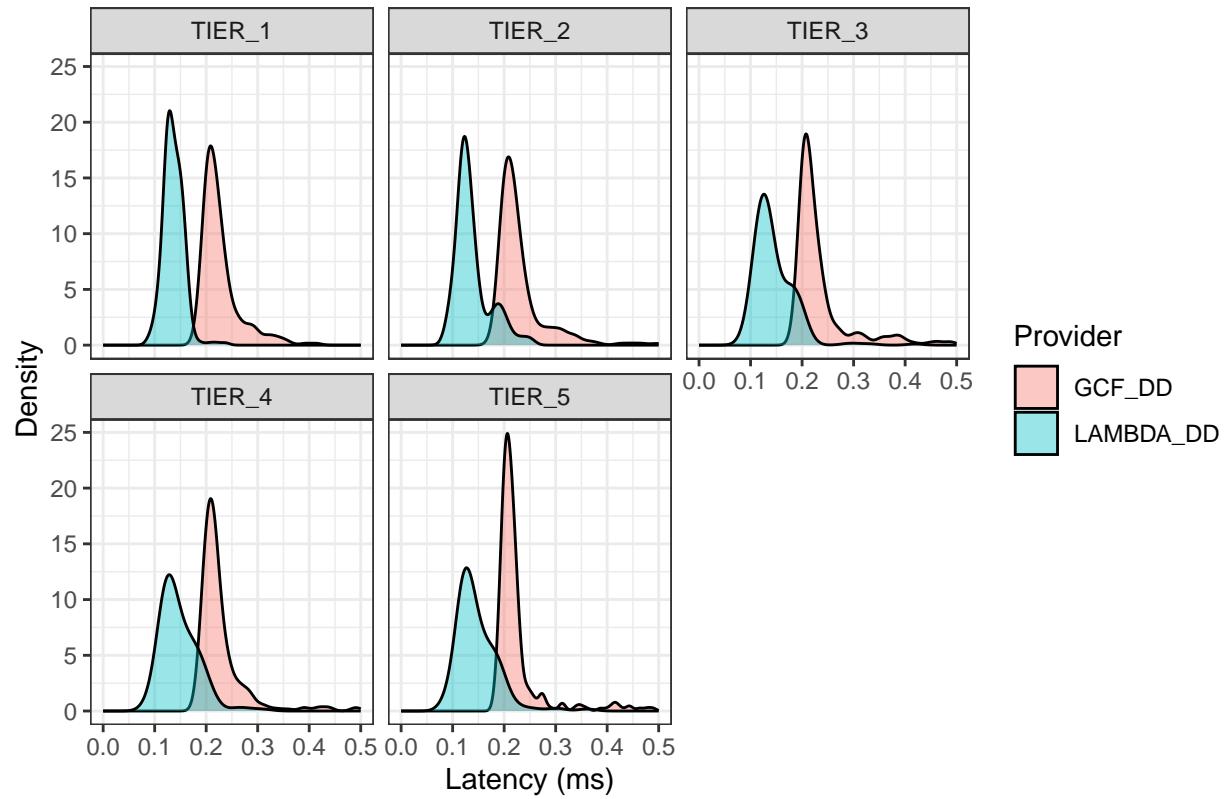 TIER_1 TIER_2 TIER_3
25
20
15
10
5
0
0.0 0.1 0.2 0.3 0.4 0.5
TIER_4 TIER_5
25
20
15
10
5
0
0.0 0.1 0.2 0.3 0.4 0.5 0.0 0.1 0.2 0.3 0.4 0.5
Density
Latency (ms)
Provider
GCF_DD
LAMBDA_DD